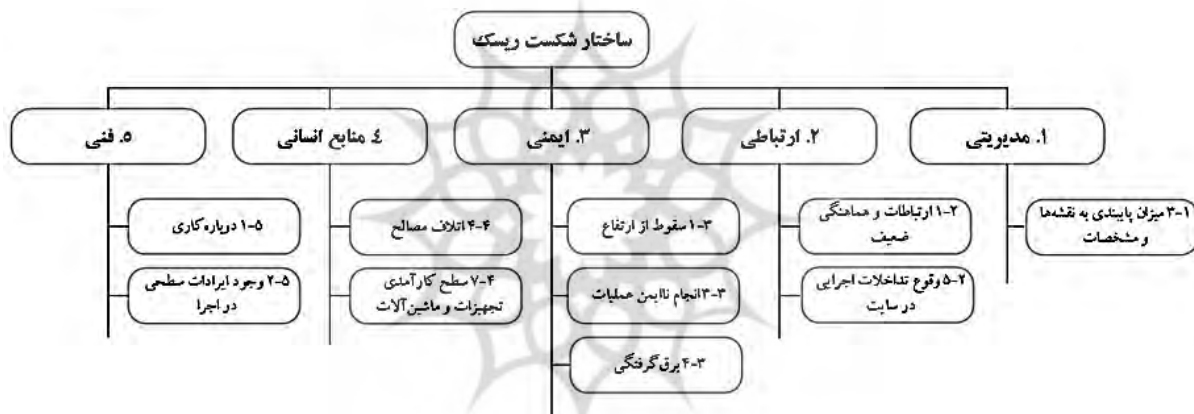 ساختار شکست ریسک
۱. مدیریتی
۲. ارتباطی
۳. ایمنی
٤. منابع انسانی
۵. فنی
۱-۳ میزان پایبندی به نقشه‌ها
و مشخصات
۲-۱ ارتباطات و هماهنگی
ضعیف
۲-۵ وقوع تداخلات اجرایی
در سایت
۳-۱ سقوط از ارتفاع
۳-۳ انجام ناایمن عملیات
۳-۴ برق گرفتگی
۴-۴ اتلاف مصالح
۴-۷ سطح کارآمدی
تجهیزات و ماشین‌آلات
۵-۱ دوباره کاری
۵-۲ وجود ایرادات سطحی
در اجرا